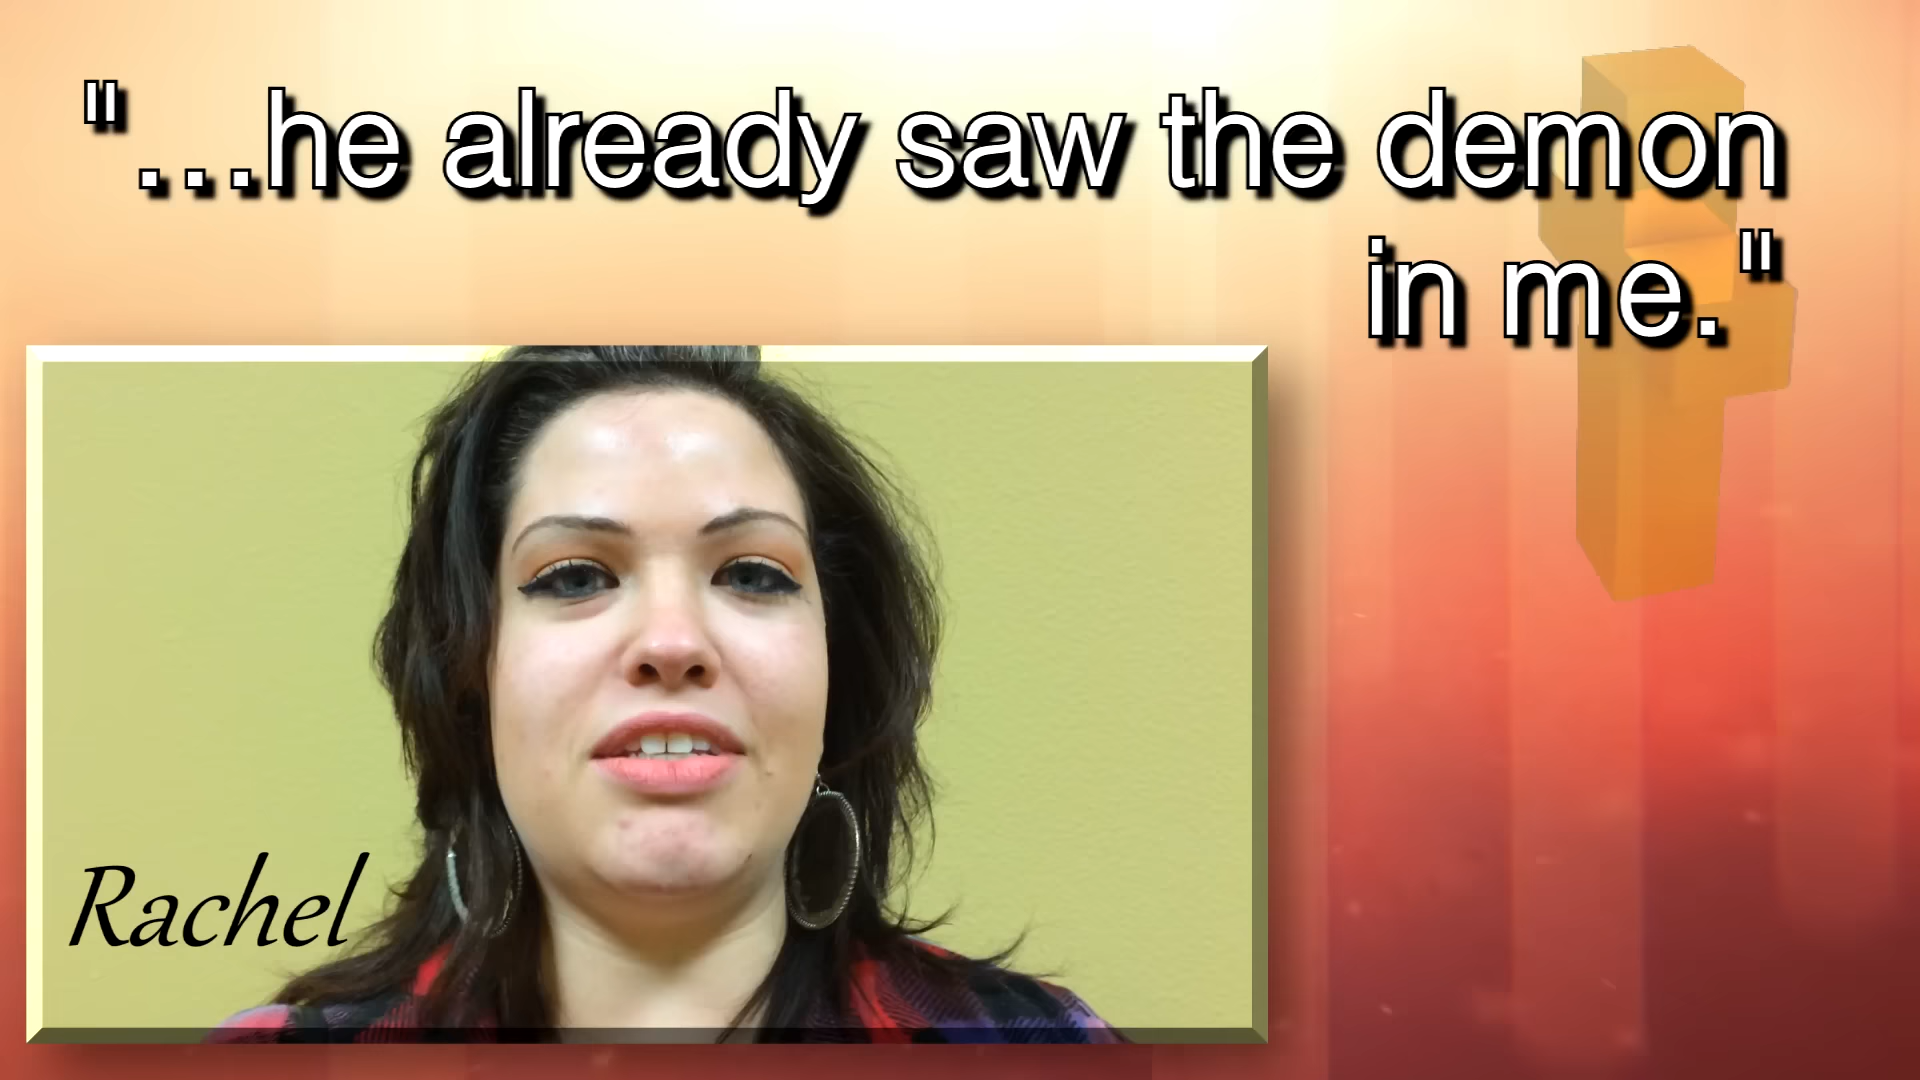 "...he already saw the demon
in me."
Rachel